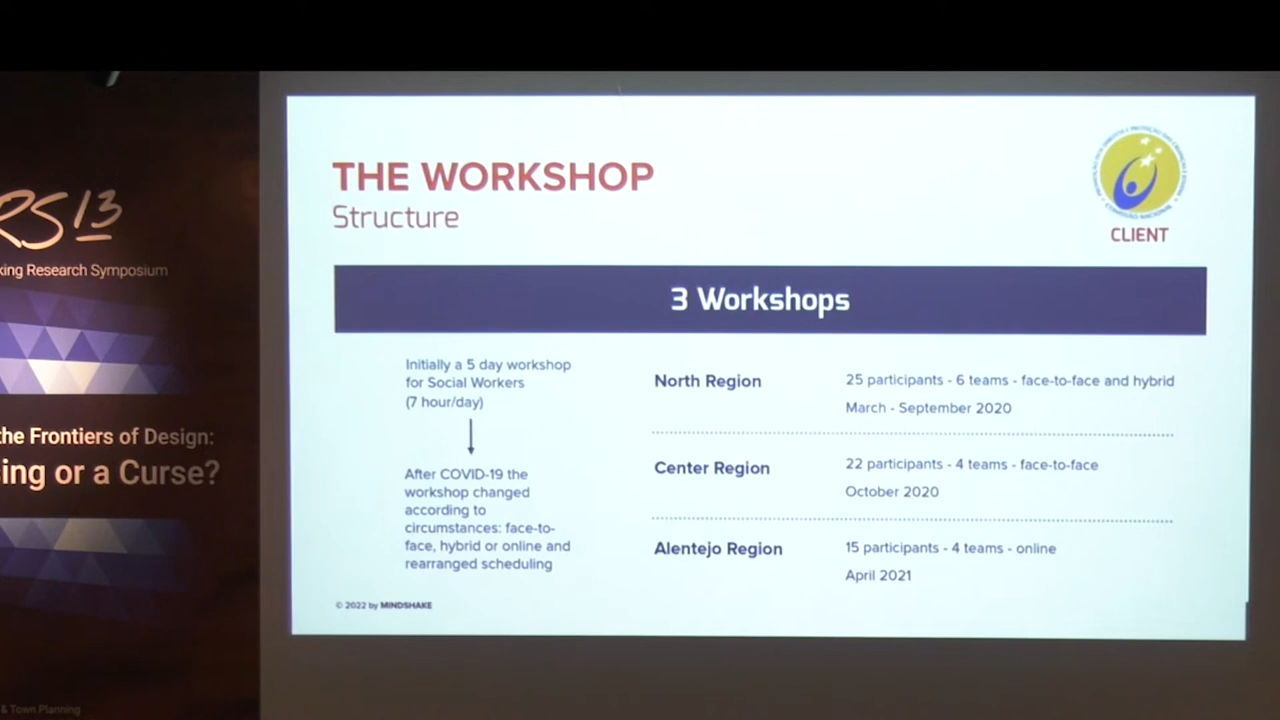 RS13
king Research Symposium
the Frontiers of Design:
sing or a Curse?
& Town Planning
THE WORKSHOP
Structure
COMISSÃO NACIONAL
CLIENT
3 Workshops
Initially a 5 day workshop
for Social Workers
(7 hour/day)
After COVID-19 the
workshop changed
according to
circumstances: face-to-
face, hybrid or online and
rearranged scheduling
North Region
25 participants - 6 teams - face-to-face and hybrid
March - September 2020
Center Region
22 participants - 4 teams - face-to-face
October 2020
Alentejo Region
15 participants - 4 teams - online
April 2021
© 2022 by MINDSHAKE